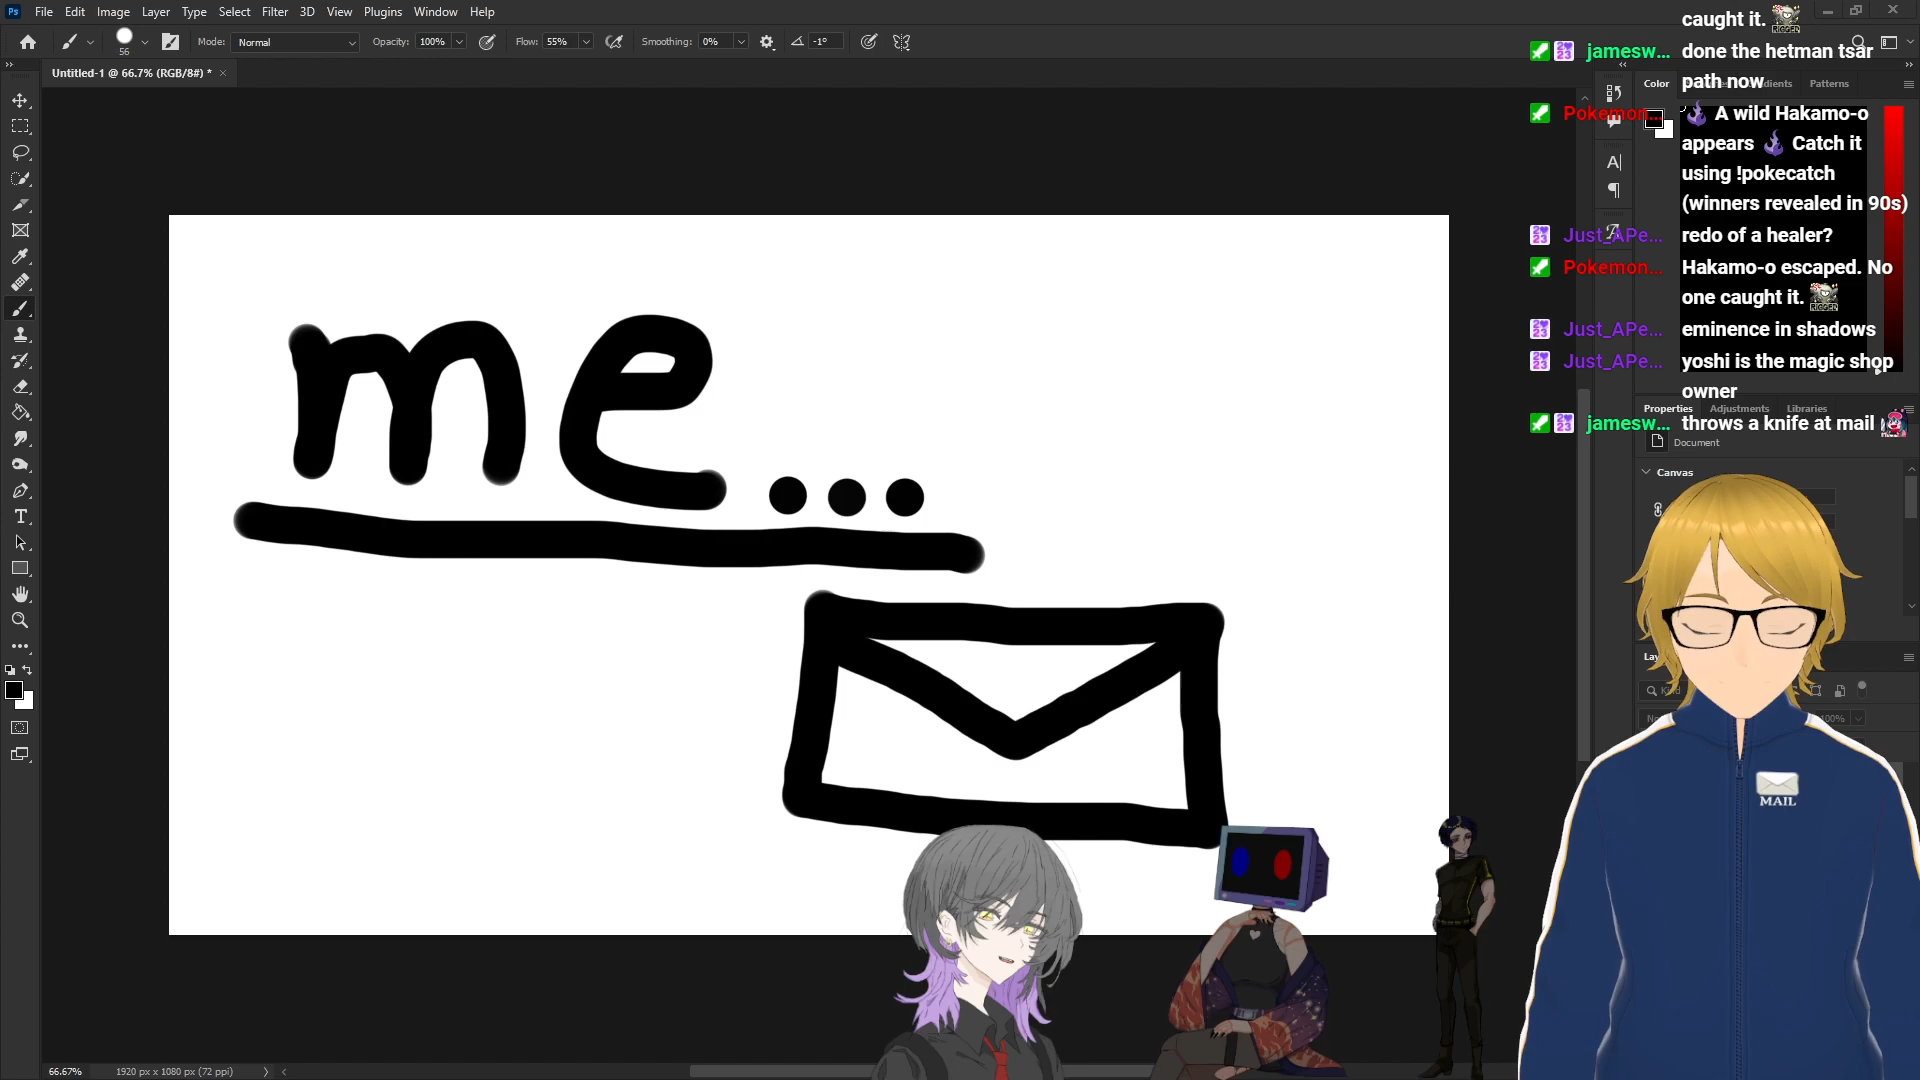 Ps File Edit Image Layer Type Select Filter 3D View Plugins Window Help
56 Mode: Normal Opacity: 100% Flow: 55% Smoothing: 0% -1°
Untitled-1 @ 66.7% (RGB/8#) *
Color Patterns
me...
caught it.
jamesw... done the hetman tsar
path now
Pokemon... A wild Hakamo-o
appears Catch it
using !pokecatch
(winners revealed in 90s)
Just_APe... redo of a healer?
Pokemon... Hakamo-o escaped. No
one caught it.
Just_APe... eminence in shadows
Just_APe... yoshi is the magic shop
owner
jamesw... throws a knife at mail
Properties Adjustments Libraries
Document
Canvas
MAIL
66.67% 1920 px x 1080 px (72 ppi)